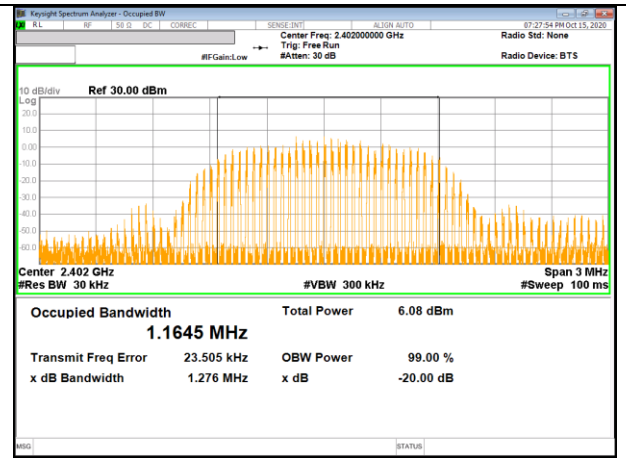 Keysight Spectrum Analyzer - Occupied BW
RL RF 50 Ω DC CORREC SENSE:INT ALIGN AUTO 07:27:54 PM Oct 15, 2020
Center Freq: 2.402000000 GHz Radio Std: None
Trig: Free Run
#IFGain:Low #Atten: 30 dB Radio Device: BTS
10 dB/div Ref 30.00 dBm
Log
20.0
10.0
0.00
-10.0
-20.0
-30.0
-40.0
-50.0
-60.0
Center 2.402 GHz Span 3 MHz
#Res BW 30 kHz #VBW 300 kHz #Sweep 100 ms
Occupied Bandwidth Total Power 6.08 dBm
1.1645 MHz
Transmit Freq Error 23.505 kHz OBW Power 99.00 %
x dB Bandwidth 1.276 MHz x dB -20.00 dB
MSG STATUS